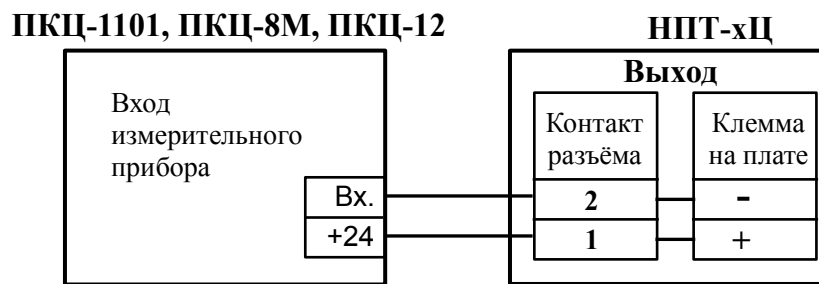 ПКЦ-1101, ПКЦ-8М, ПКЦ-12
НПТ-хЦ
Вход
измерительного
прибора
Вх.
+24
Выход
Контакт
разъёма
Клемма
на плате
2
-
1
+